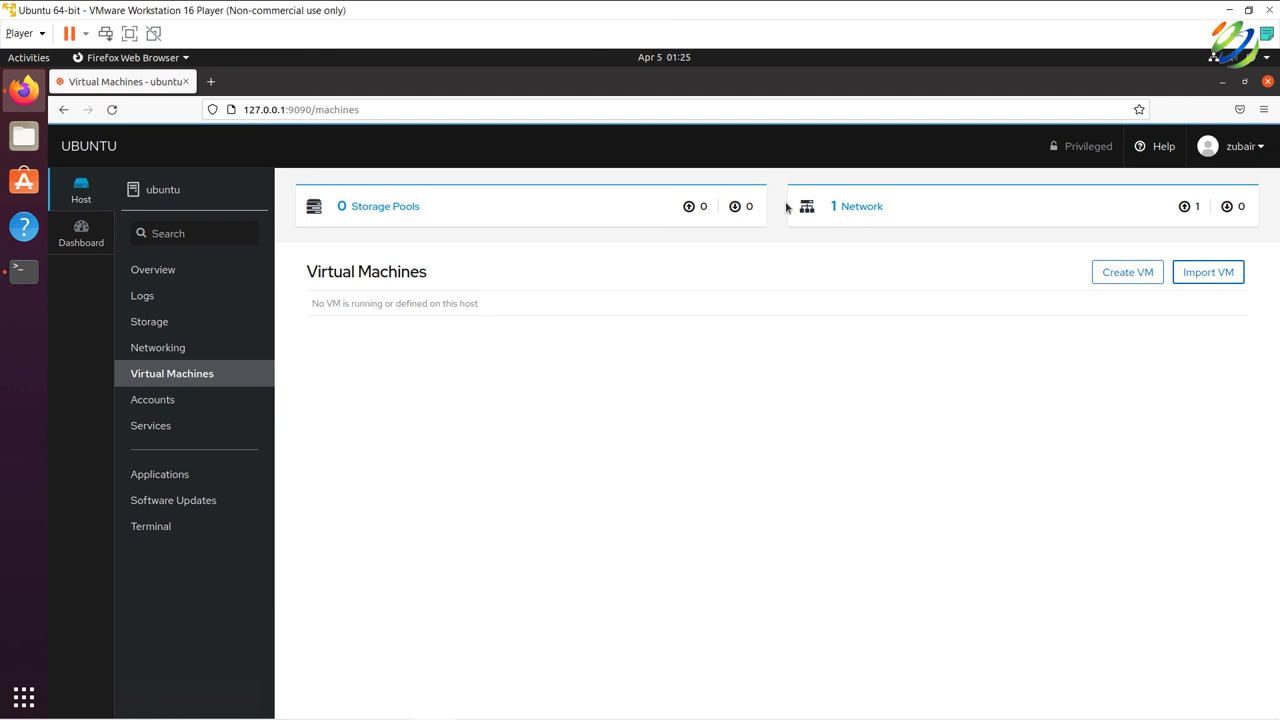 Ubuntu 64-bit - VMware Workstation 16 Player (Non-commercial use only)
Player
Activities
Firefox Web Browser
Apr 5 01:25
Virtual Machines - ubuntu
127.0.0.1:9090/machines
UBUNTU
Privileged
Help
zubair
Host
Dashboard
ubuntu
Search
Overview
Logs
Storage
Networking
Virtual Machines
Accounts
Services
Applications
Software Updates
Terminal
0 Storage Pools
0
0
1 Network
1
0
Virtual Machines
Create VM
Import VM
No VM is running or defined on this host